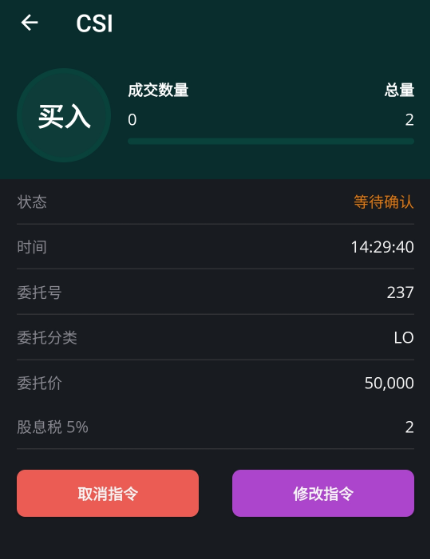 CSI
买入
成交数量 总量
0 2
状态 等待确认
时间 14:29:40
委托号 237
委托分类 LO
委托价 50,000
股息税 5% 2
取消指令 修改指令